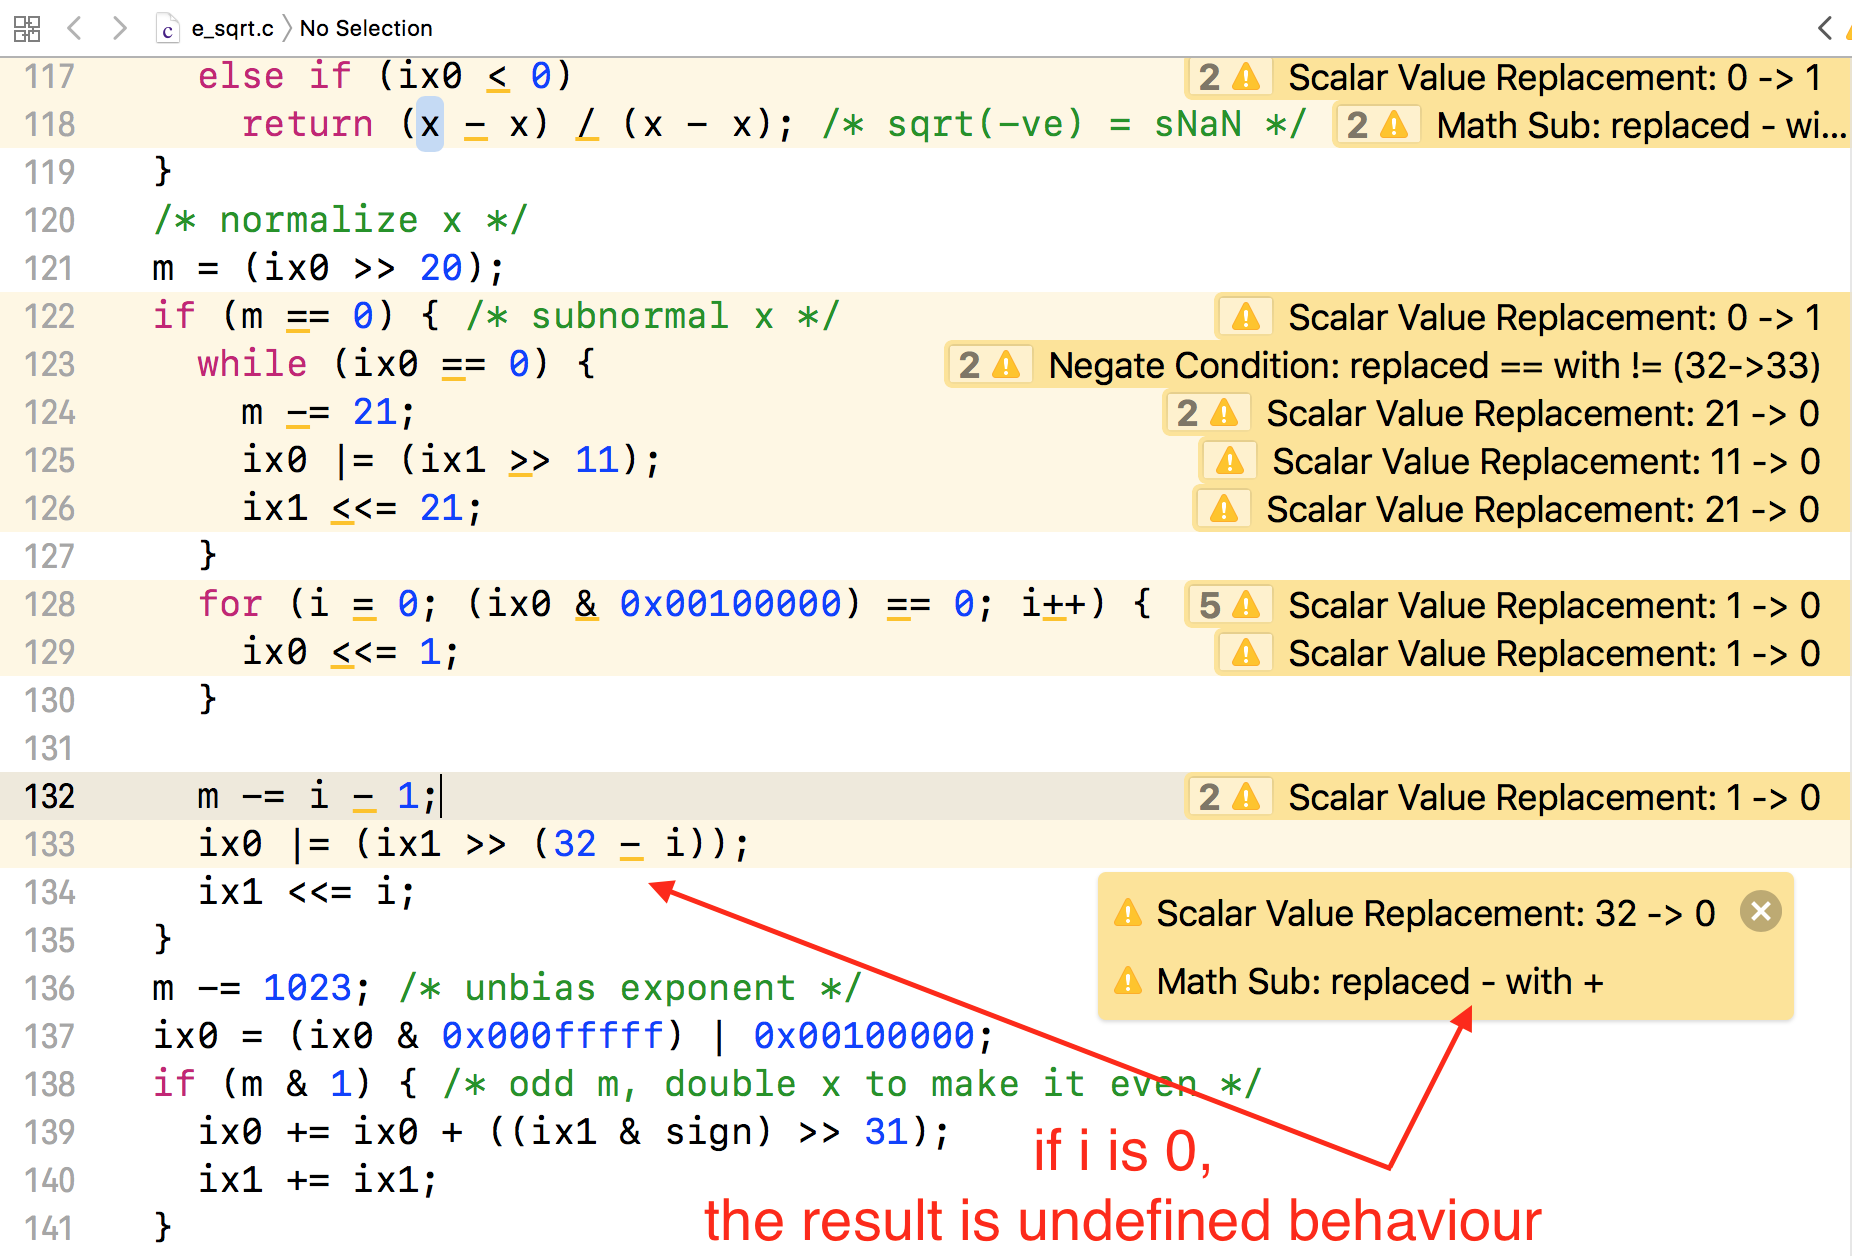 e_sqrt.c 〉 No Selection
117 else if (ix0 < 0) 2 Scalar Value Replacement: 0 -> 1
118 return (x - x) / (x - x); /* sqrt(-ve) = sNaN */ 2 Math Sub: replaced - wi...
119 }
120 /* normalize x */
121 m = (ix0 >> 20);
122 if (m == 0) { /* subnormal x */ Scalar Value Replacement: 0 -> 1
123 while (ix0 == 0) { 2 Negate Condition: replaced == with != (32->33)
124 m -= 21; 2 Scalar Value Replacement: 21 -> 0
125 ix0 |= (ix1 >> 11); Scalar Value Replacement: 11 -> 0
126 ix1 <<= 21; Scalar Value Replacement: 21 -> 0
127 }
128 for (i = 0; (ix0 & 0x00100000) == 0; i++) { 5 Scalar Value Replacement: 1 -> 0
129 ix0 <<= 1; Scalar Value Replacement: 1 -> 0
130 }
131
132 m -= i - 1; 2 Scalar Value Replacement: 1 -> 0
133 ix0 |= (ix1 >> (32 - i));
134 ix1 <<= i;
Scalar Value Replacement: 32 -> 0
135 }
Math Sub: replaced - with +
136 m -= 1023; /* unbias exponent */
137 ix0 = (ix0 & 0x000fffff) | 0x00100000;
138 if (m & 1) { /* odd m, double x to make it even */
139 ix0 += ix0 + ((ix1 & sign) >> 31);
140 ix1 += ix1;
141 }
if i is 0,
the result is undefined behaviour